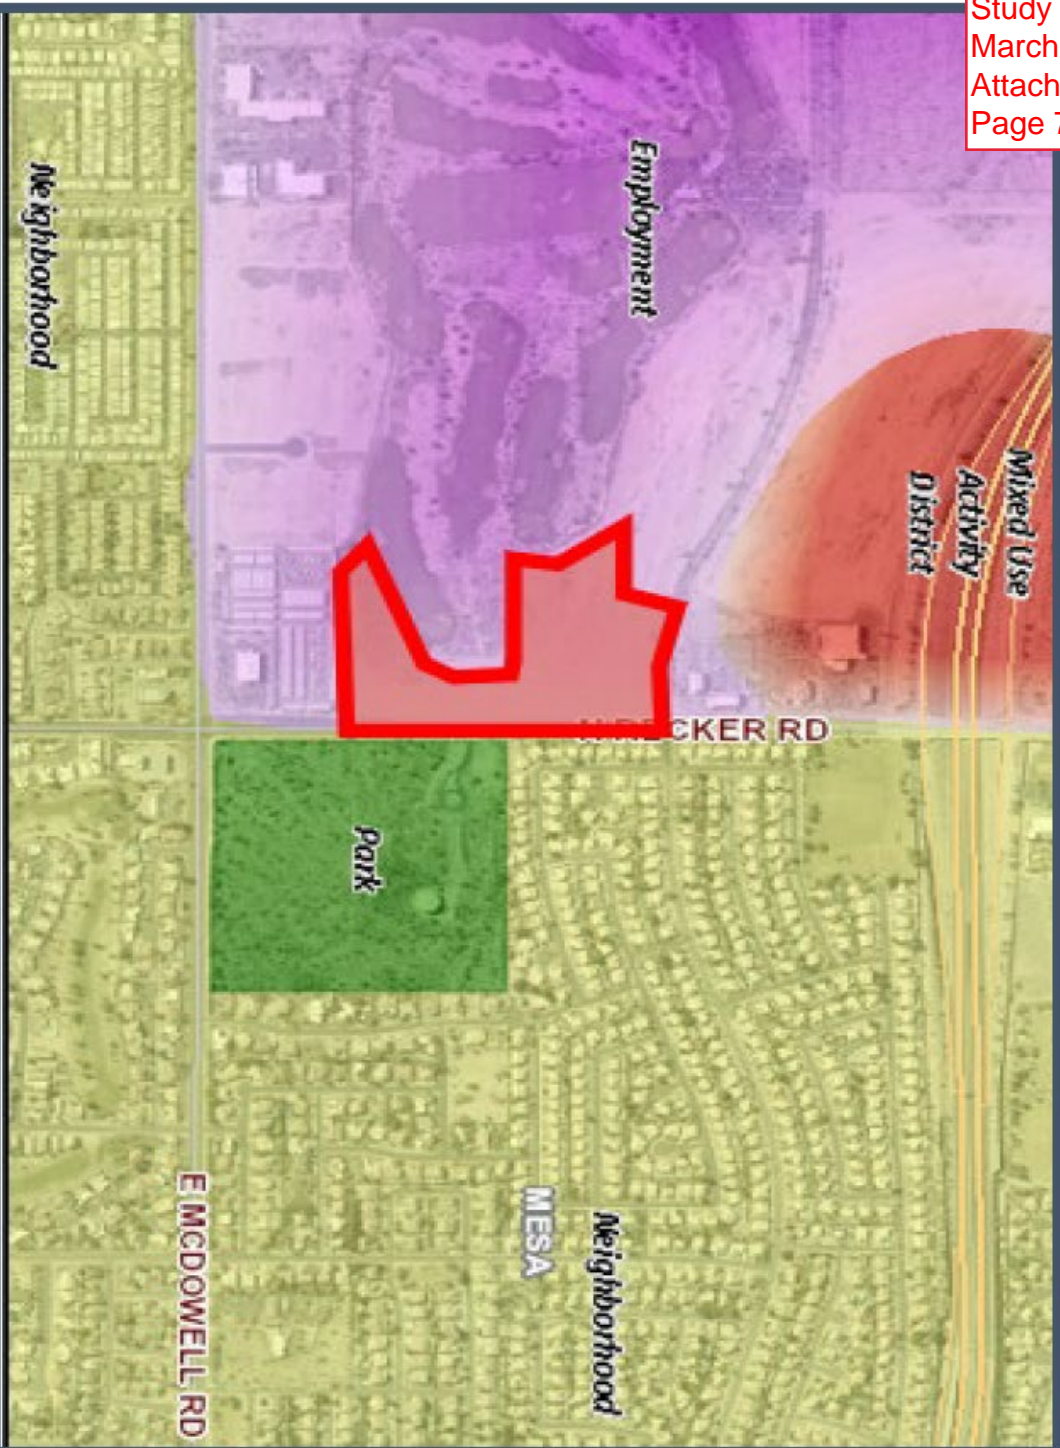 Study
March
Attach
Page 7
Employment
Neighborhood
Mixed Use
Activity
District
CKER RD
Park
MESA
Neighborhood
E MCDOWELL RD